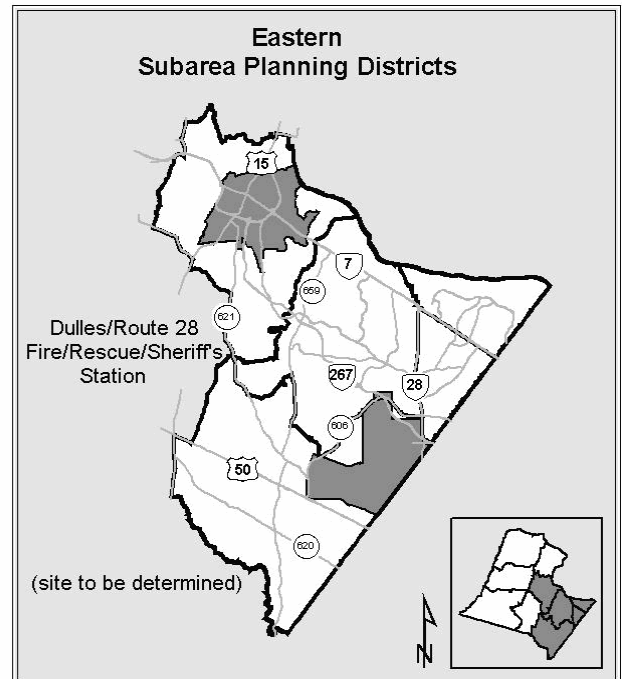 Eastern
Subarea Planning Districts
15
7
659
621
Dulles/Route 28
Fire/Rescue/Sheriff's
Station
267
28
606
50
620
(site to be determined)
N